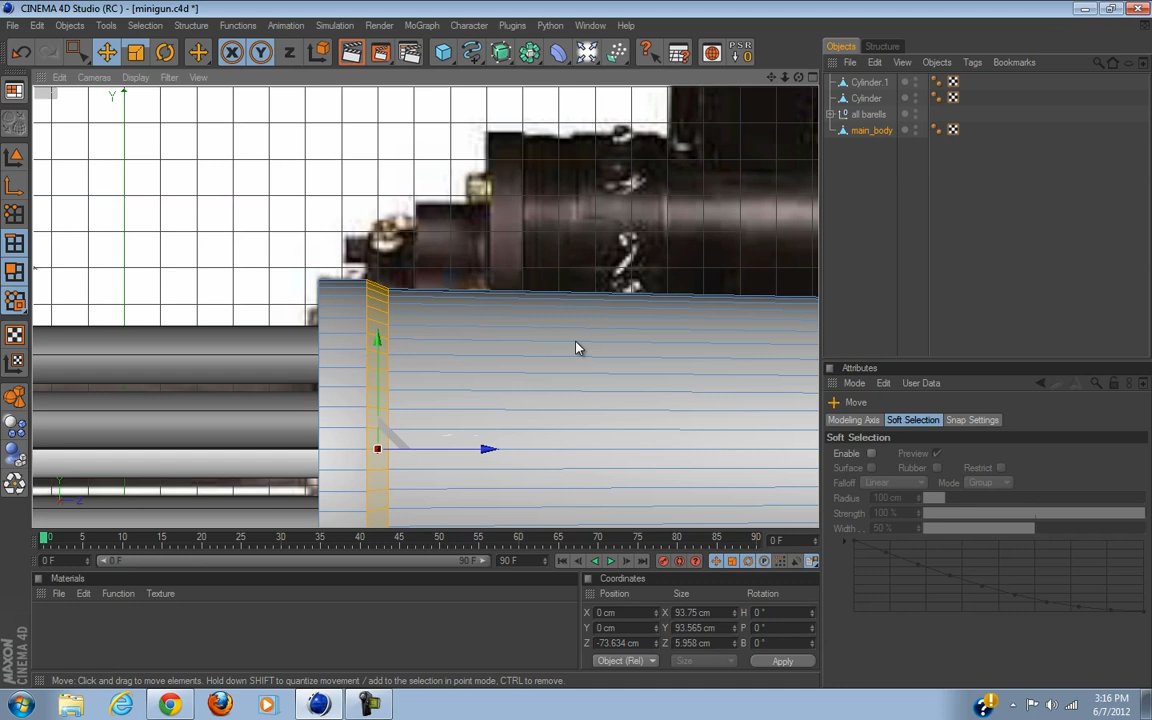 CINEMA 4D Studio (RC ) - [minigun.c4d *]
File Edit Objects Tools Selection Structure Functions Animation Simulation Render MoGraph Character Plugins Python Window Help
X Y Z PSR 0
Objects Structure
Edit Cameras Display Filter View
File Edit View Objects Tags Bookmarks
Y
Cylinder.1
Cylinder
all barells
main_body
Attributes
Mode Edit User Data
Move
Modeling Axis Soft Selection Snap Settings
Soft Selection
Enable Preview
Surface Rubber Restrict
Falloff Linear Mode Group
Radius 100 cm
Strength 100 %
Width . . 50 %
Y
Z
0 5 10 15 20 25 30 35 40 45 50 55 60 65 70 75 80 85 90 0 F
0 F 0 F 90 F 90 F
Materials
File Edit Function Texture
Coordinates
Position Size Rotation
X 0 cm X 93.75 cm H 0 °
Y 0 cm Y 93.565 cm P 0 °
Z -73.634 cm Z 5.958 cm B 0 °
Object (Rel) Size Apply
MAXON
CINEMA 4D
Move: Click and drag to move elements. Hold down SHIFT to quantize movement / add to the selection in point mode, CTRL to remove.
3:16 PM
6/7/2012